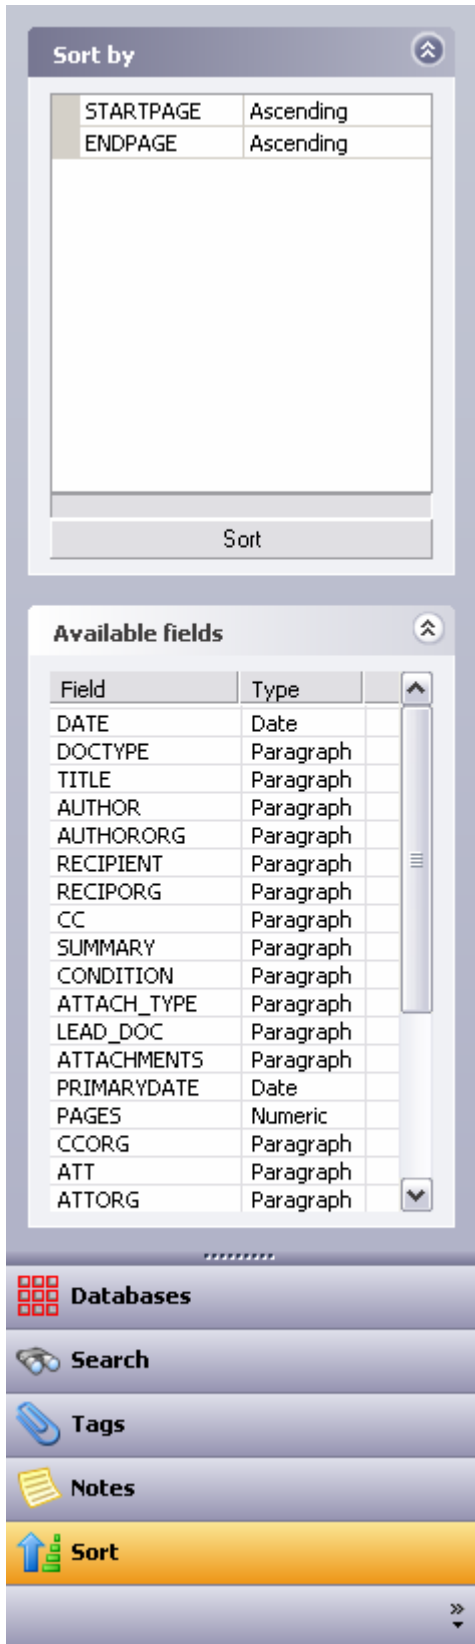 Sort by
STARTPAGE Ascending
ENDPAGE Ascending
Sort
Available fields
Field Type
DATE Date
DOCTYPE Paragraph
TITLE Paragraph
AUTHOR Paragraph
AUTHORORG Paragraph
RECIPIENT Paragraph
RECIPORG Paragraph
CC Paragraph
SUMMARY Paragraph
CONDITION Paragraph
ATTACH_TYPE Paragraph
LEAD_DOC Paragraph
ATTACHMENTS Paragraph
PRIMARYDATE Date
PAGES Numeric
CCORG Paragraph
ATT Paragraph
ATTORG Paragraph
Databases
Search
Tags
Notes
Sort